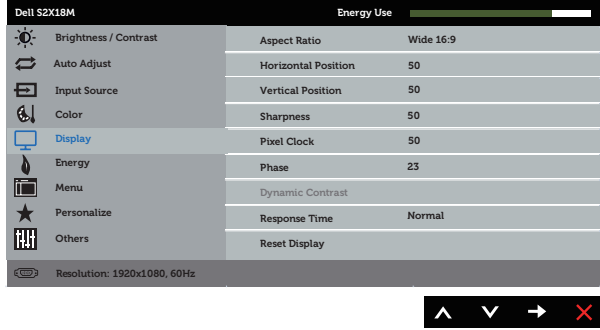 Dell S2X18M Energy Use
Brightness / Contrast
Auto Adjust
Input Source
Color
Display
Energy
Menu
Personalize
Others
Aspect Ratio Wide 16:9
Horizontal Position 50
Vertical Position 50
Sharpness 50
Pixel Clock 50
Phase 23
Dynamic Contrast
Response Time Normal
Reset Display
Resolution: 1920x1080, 60Hz